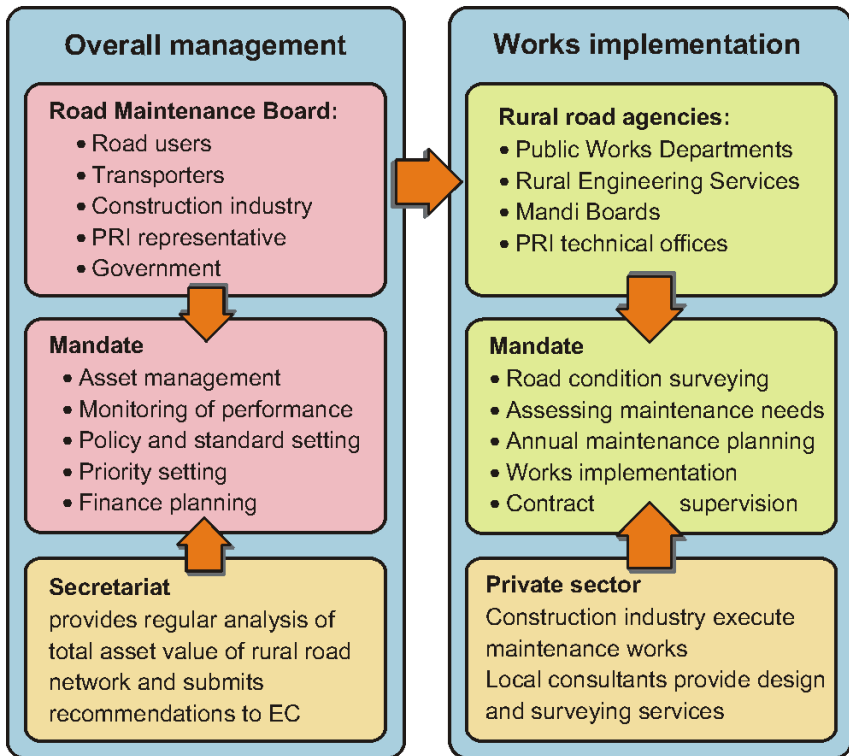 Overall management
Road Maintenance Board:
• Road users
• Transporters
• Construction industry
• PRI representative
• Government
Mandate
• Asset management
• Monitoring of performance
• Policy and standard setting
• Priority setting
• Finance planning
Secretariat
provides regular analysis of
total asset value of rural road
network and submits
recommendations to EC
Works implementation
Rural road agencies:
• Public Works Departments
• Rural Engineering Services
• Mandi Boards
• PRI technical offices
Mandate
• Road condition surveying
• Assessing maintenance needs
• Annual maintenance planning
• Works implementation
• Contract supervision
Private sector
Construction industry execute
maintenance works
Local consultants provide design
and surveying services